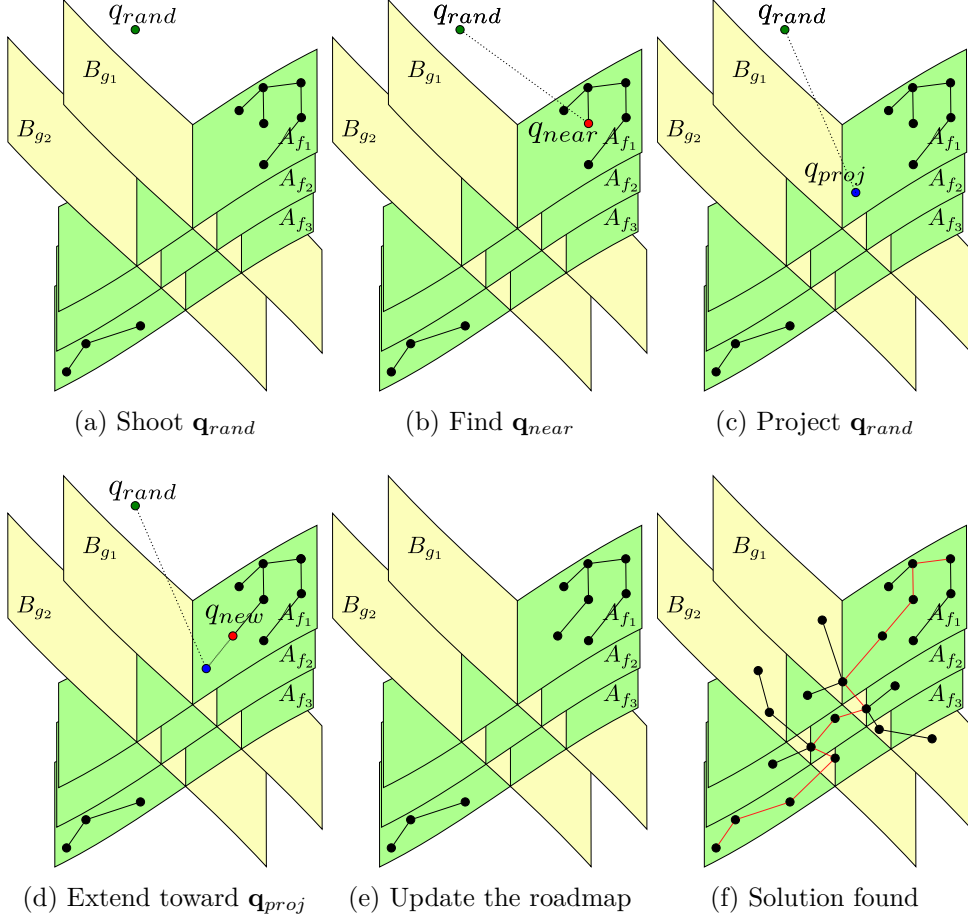 q_rand
q_rand
q_rand
B_g1
B_g1
B_g1
B_g2
B_g2
B_g2
q_near
A_f1
A_f1
A_f1
A_f2
A_f2
A_f2
q_proj
A_f3
A_f3
A_f3
(a) Shoot q_rand
(b) Find q_near
(c) Project q_rand
q_rand
B_g1
B_g1
B_g1
B_g2
B_g2
B_g2
q_new
A_f1
A_f1
A_f1
A_f2
A_f2
A_f2
A_f3
A_f3
A_f3
(d) Extend toward q_proj
(e) Update the roadmap
(f) Solution found